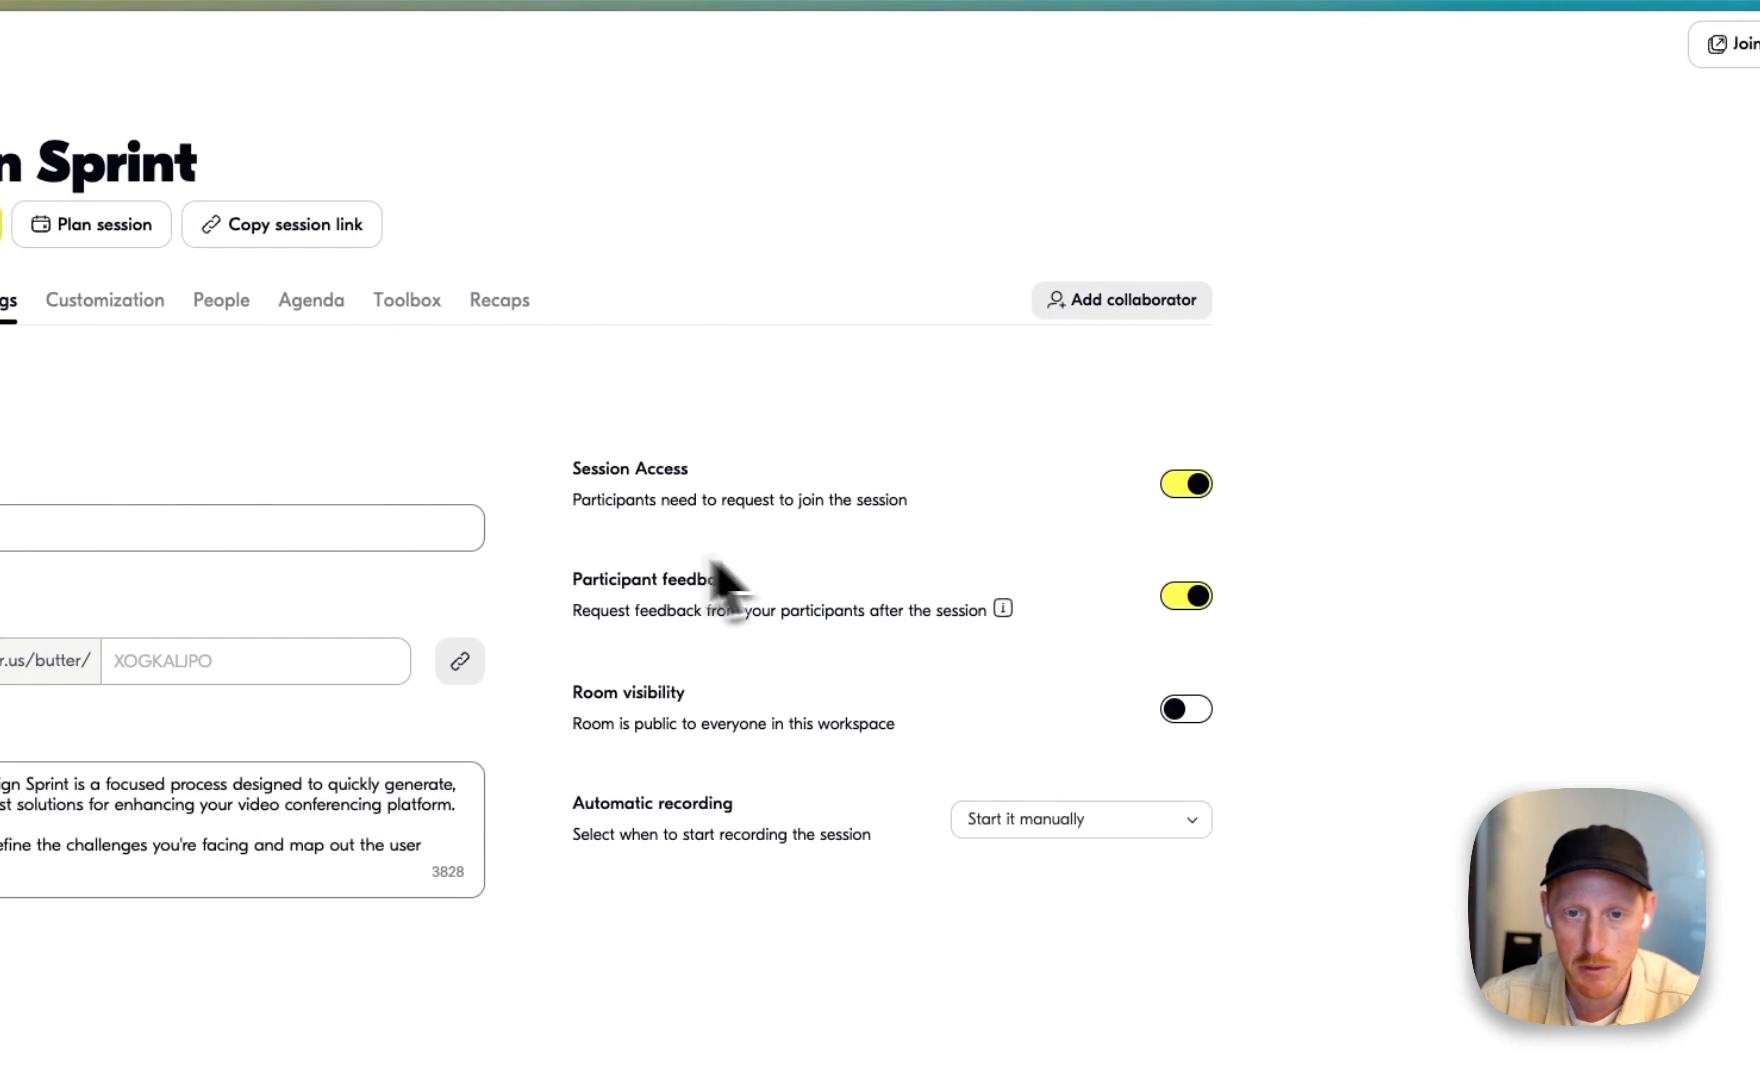 Join
n Sprint
Plan session
Copy session link
gs
Customization
People
Agenda
Toolbox
Recaps
Add collaborator
Session Access
Participants need to request to join the session
Participant feedba
Request feedback from your participants after the session
r.us/butter/
XOGKALJPO
Room visibility
Room is public to everyone in this workspace
ign Sprint is a focused process designed to quickly generate,
st solutions for enhancing your video conferencing platform.
efine the challenges you're facing and map out the user
3828
Automatic recording
Select when to start recording the session
Start it manually